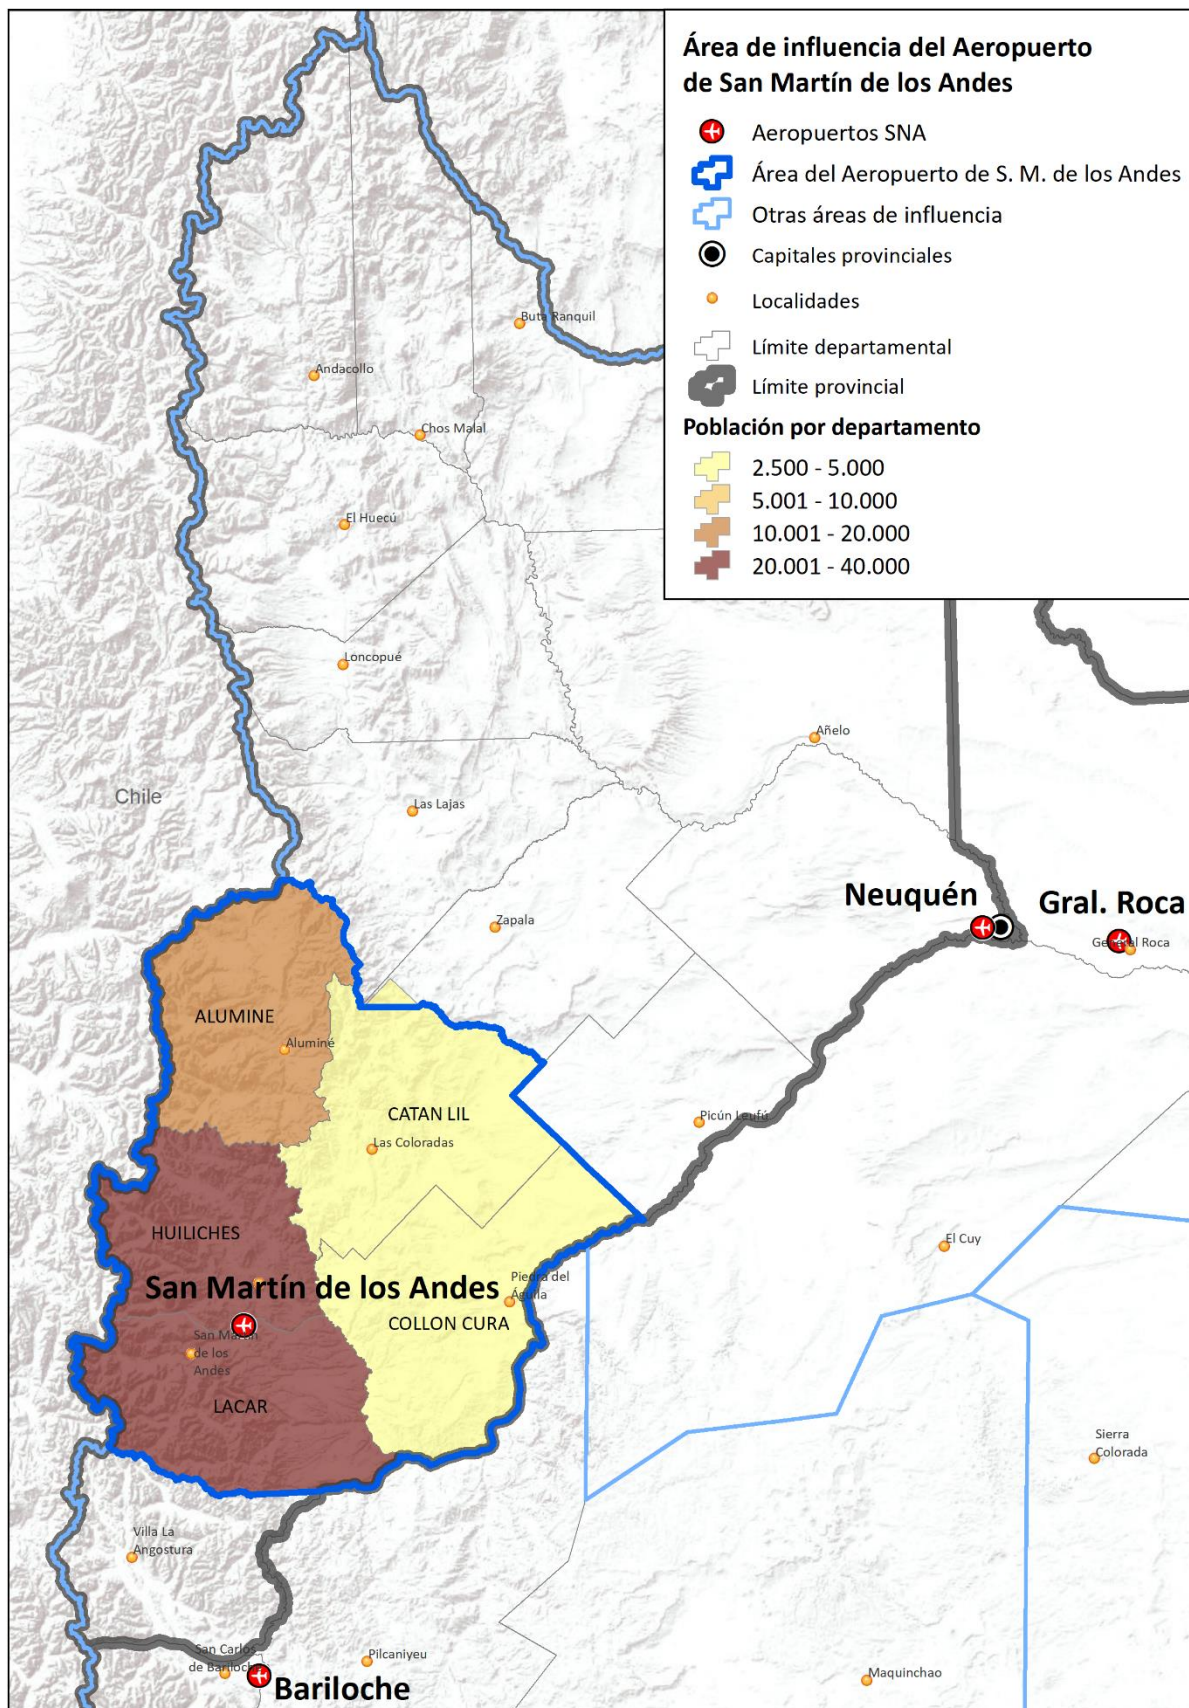 Área de influencia del Aeropuerto
de San Martín de los Andes
Aeropuertos SNA
Área del Aeropuerto de S. M. de los Andes
Otras áreas de influencia
Capitales provinciales
Localidades
Límite departamental
Límite provincial
Población por departamento
2.500 - 5.000
5.001 - 10.000
10.001 - 20.000
20.001 - 40.000
Buta Ranquil
Andacollo
Chos Malal
El Huecú
Loncopué
Añelo
Chile
Las Lajas
Neuquén
Gral. Roca
Zapala
General Roca
ALUMINE
Aluminé
CATAN LIL
Picún Leufú
Las Coloradas
HUILICHES
El Cuy
San Martín de los Andes
Piedra del
Águila
COLLON CURA
San Martín
de los
Andes
LACAR
Sierra
Colorada
Villa La
Angostura
San Carlos
de Bariloche
Pilcaniyeu
Maquinchao
Bariloche